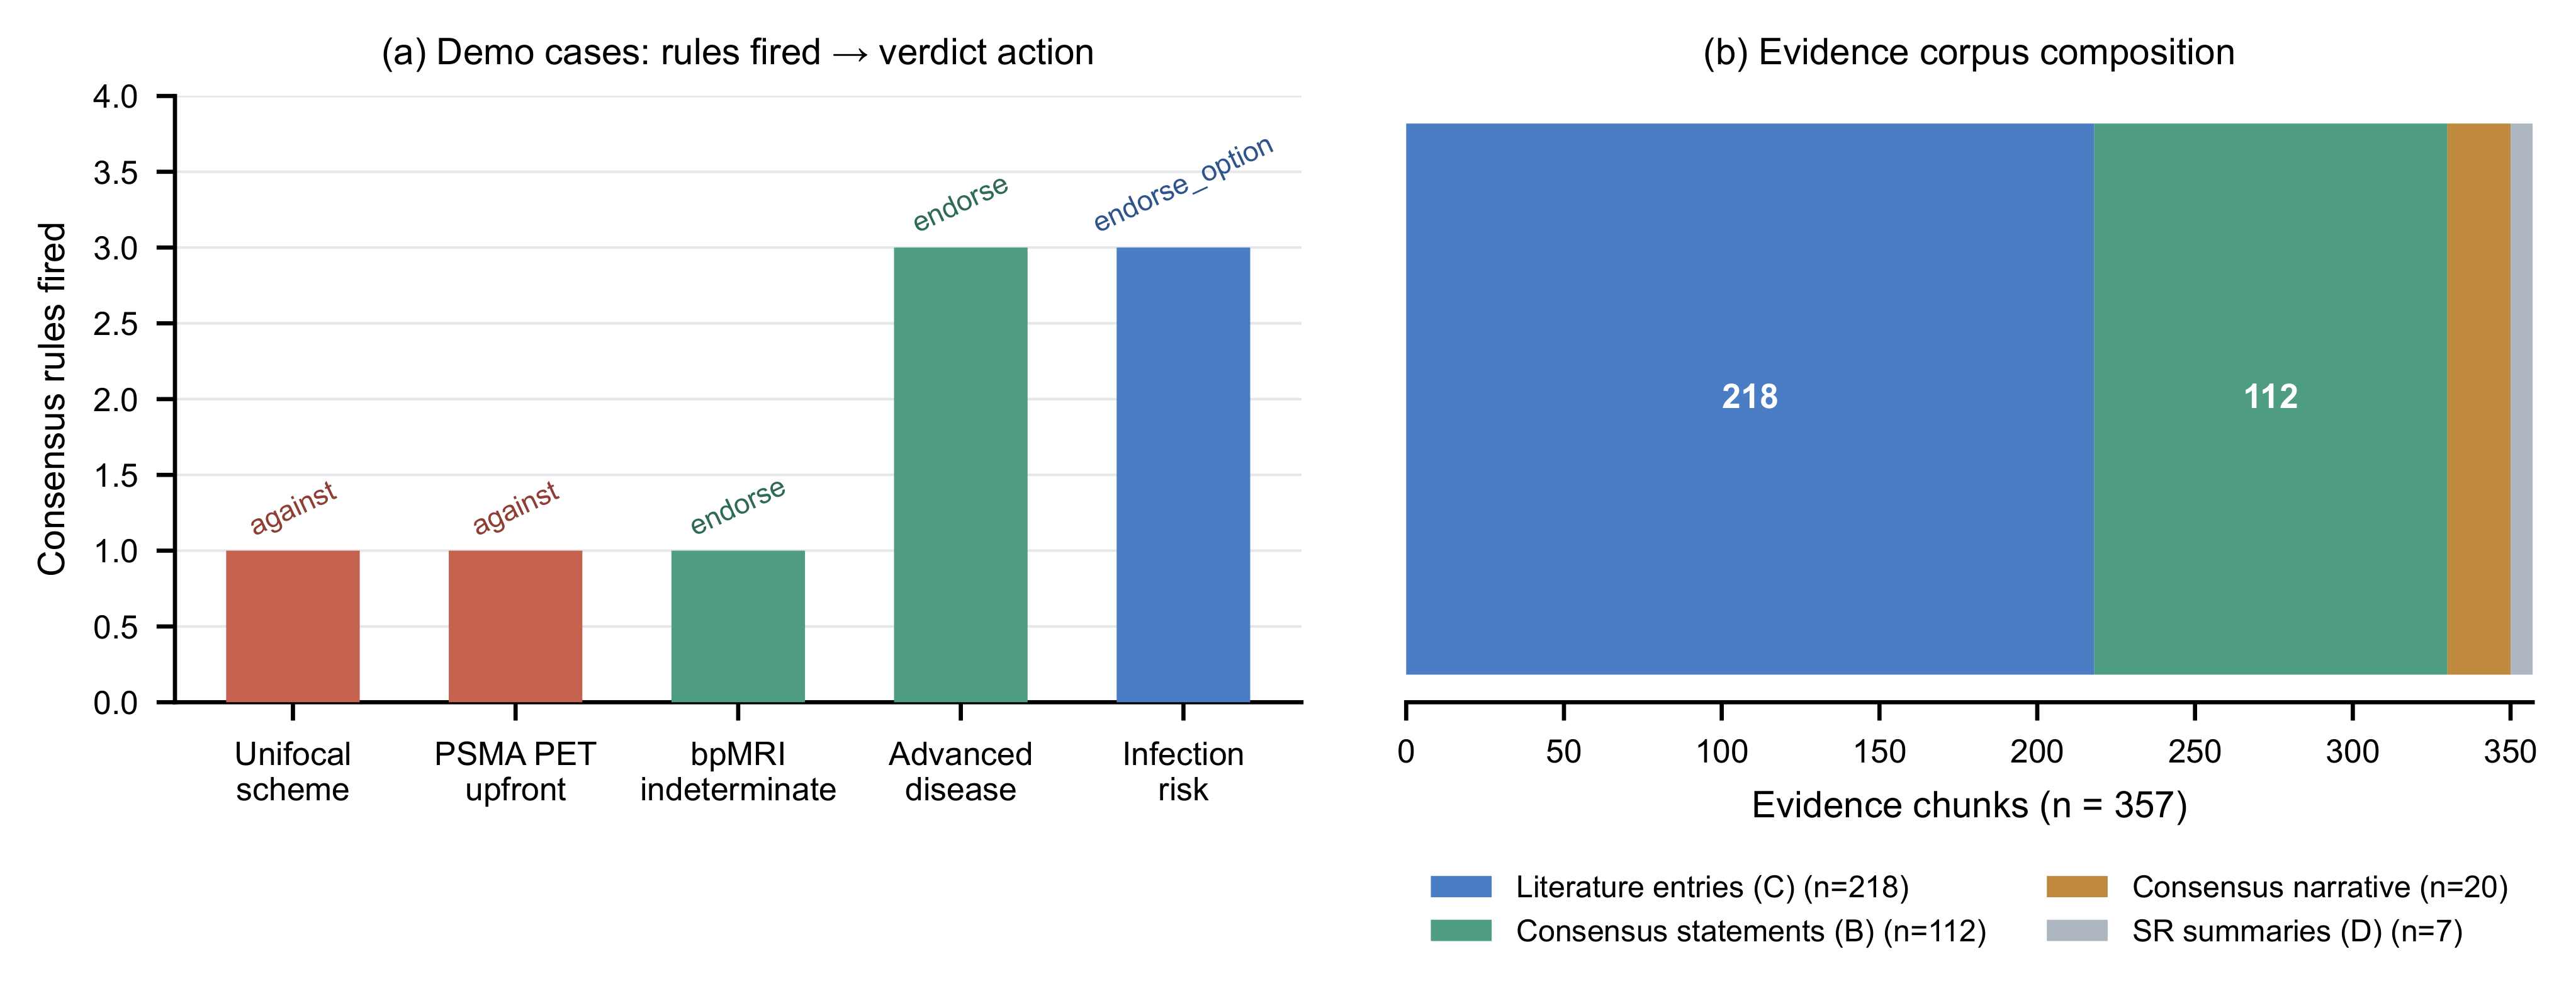 (a) Demo cases: rules fired → verdict action
Consensus rules fired
4.0
3.5
3.0
2.5
2.0
1.5
1.0
0.5
0.0
against
against
endorse
endorse
endorse_option
Unifocal
scheme
PSMA PET
upfront
bpMRI
indeterminate
Advanced
disease
Infection
risk
(b) Evidence corpus composition
218
112
0
50
100
150
200
250
300
350
Evidence chunks (n = 357)
Literature entries (C) (n=218)
Consensus statements (B) (n=112)
Consensus narrative (n=20)
SR summaries (D) (n=7)